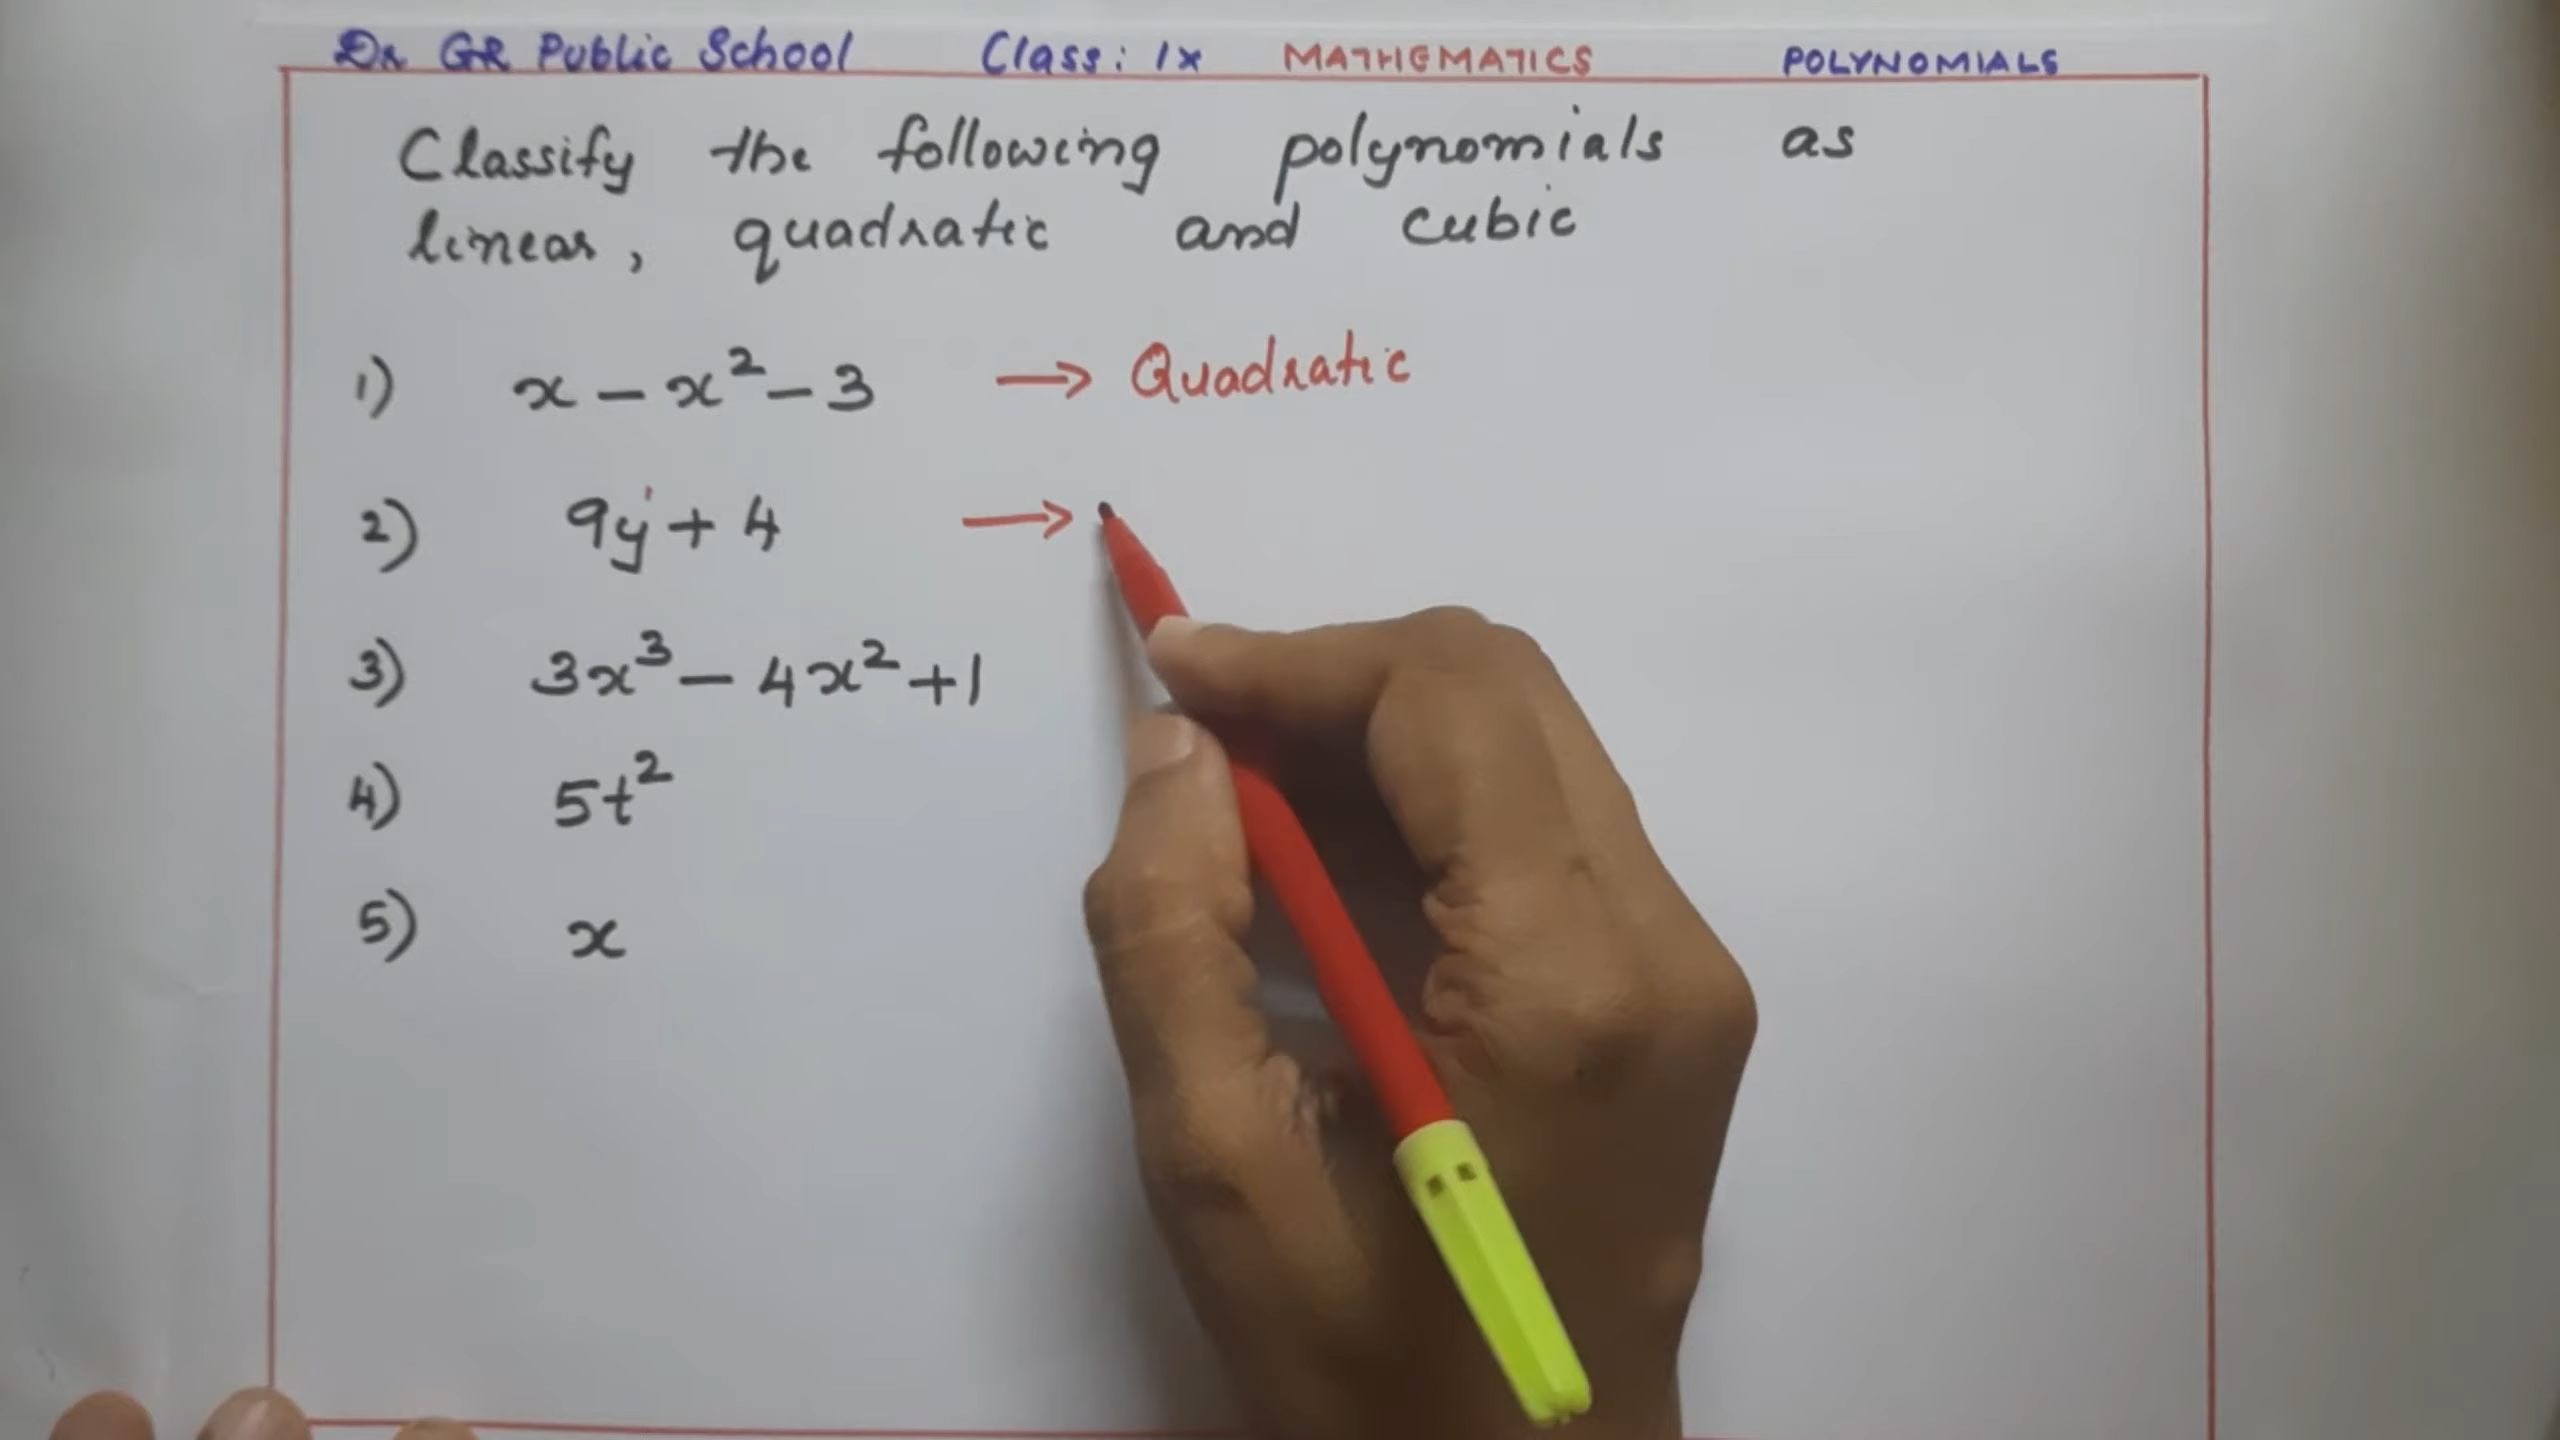 Dr GR Public School Class: IX MATHEMATICS POLYNOMIALS
Classify the following polynomials as
linear, quadratic and cubic
1) x - x² - 3 → Quadratic
2) 9y¹ + 4 →
3) 3x³ - 4x² + 1
4) 5t²
5) x